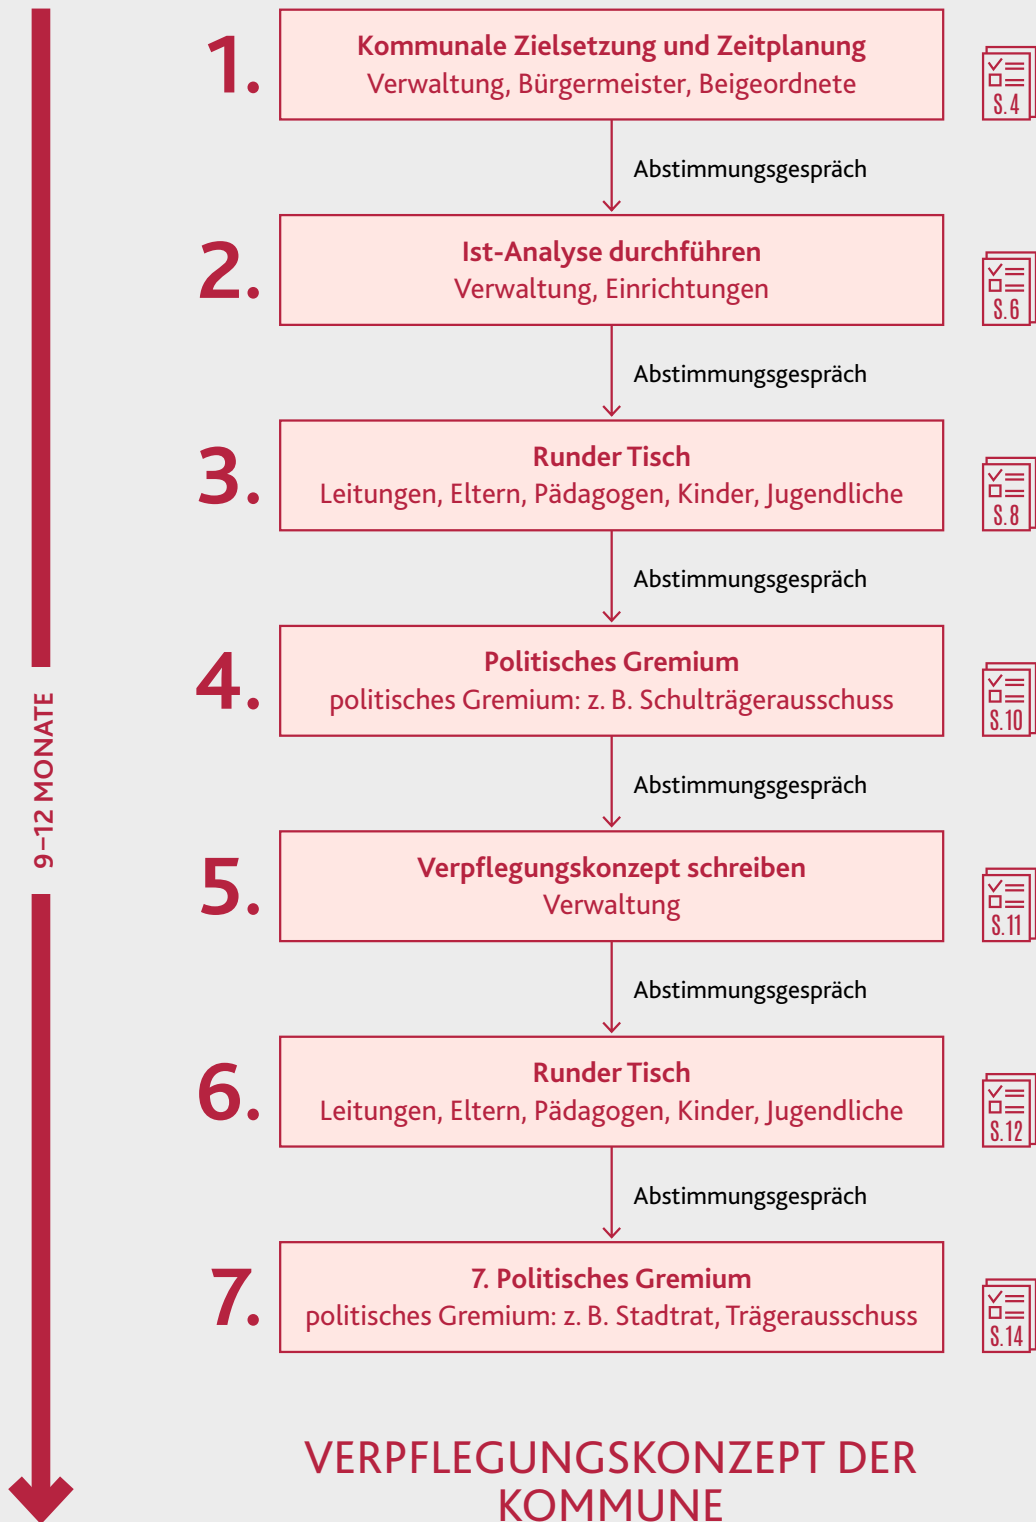 1.
Kommunale Zielsetzung und Zeitplanung
Verwaltung, Bürgermeister, Beigeordnete
S.4
Abstimmungsgespräch
2.
Ist-Analyse durchführen
Verwaltung, Einrichtungen
S.6
Abstimmungsgespräch
3.
Runder Tisch
Leitungen, Eltern, Pädagogen, Kinder, Jugendliche
S.8
Abstimmungsgespräch
4.
Politisches Gremium
politisches Gremium: z. B. Schulträgerausschuss
S.10
Abstimmungsgespräch
9–12 MONATE
5.
Verpflegungskonzept schreiben
Verwaltung
S.11
Abstimmungsgespräch
6.
Runder Tisch
Leitungen, Eltern, Pädagogen, Kinder, Jugendliche
S.12
Abstimmungsgespräch
7.
7. Politisches Gremium
politisches Gremium: z. B. Stadtrat, Trägerausschuss
S.14
VERPFLEGUNGSKONZEPT DER
KOMMUNE